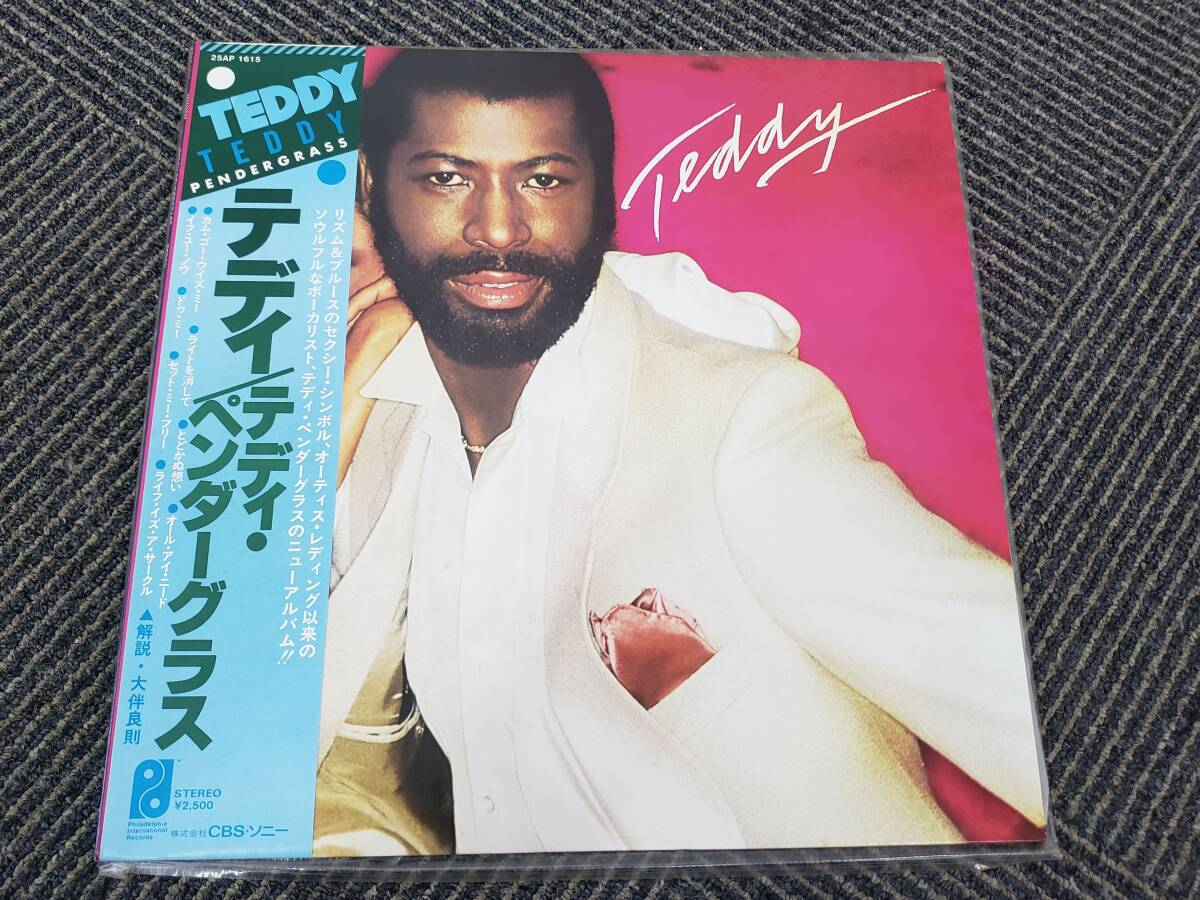 25AP 1615
TEDDY
TEDDY
PENDERGRASS
Teddy
リズム&ブルースのセクシー・シンボル、オーティス・レディング以来の
ソウルフルなボーカリスト、テディ・ペンダーグラスのニューアルバム!!
テディ/テディ・ペンダーグラス
●カム・ゴー・ウィズ・ミー ●ライトを消して ●とどかぬ想い ●オール・アイ・ニード
●イフ・ユー・ノウ ●ドゥ・ミー ●セット・ミー・フリー ●ライフ・イズ・ア・サークル
▲解説・大伴良則
Philadelphia
International
Records
TM
STEREO
¥2,500
株式会社CBS・ソニー